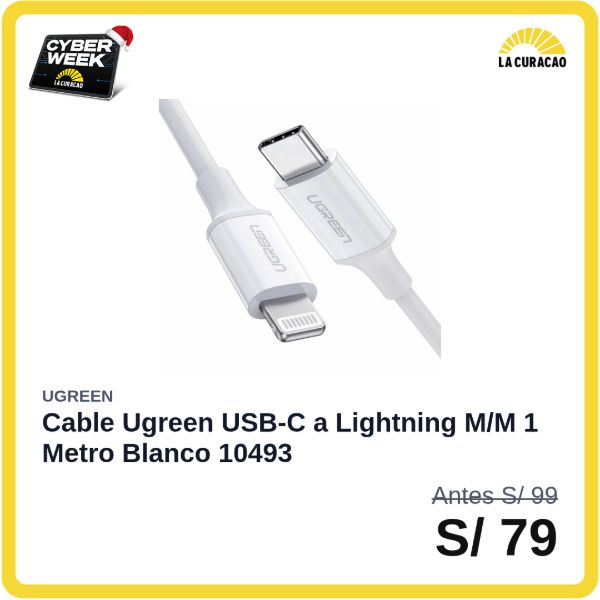 CYBER
WEEK
LA CURACAO
LA CURACAO
UGREEN
UGREEN
UGREEN
Cable Ugreen USB-C a Lightning M/M 1
Metro Blanco 10493
Antes S/ 99
S/ 79